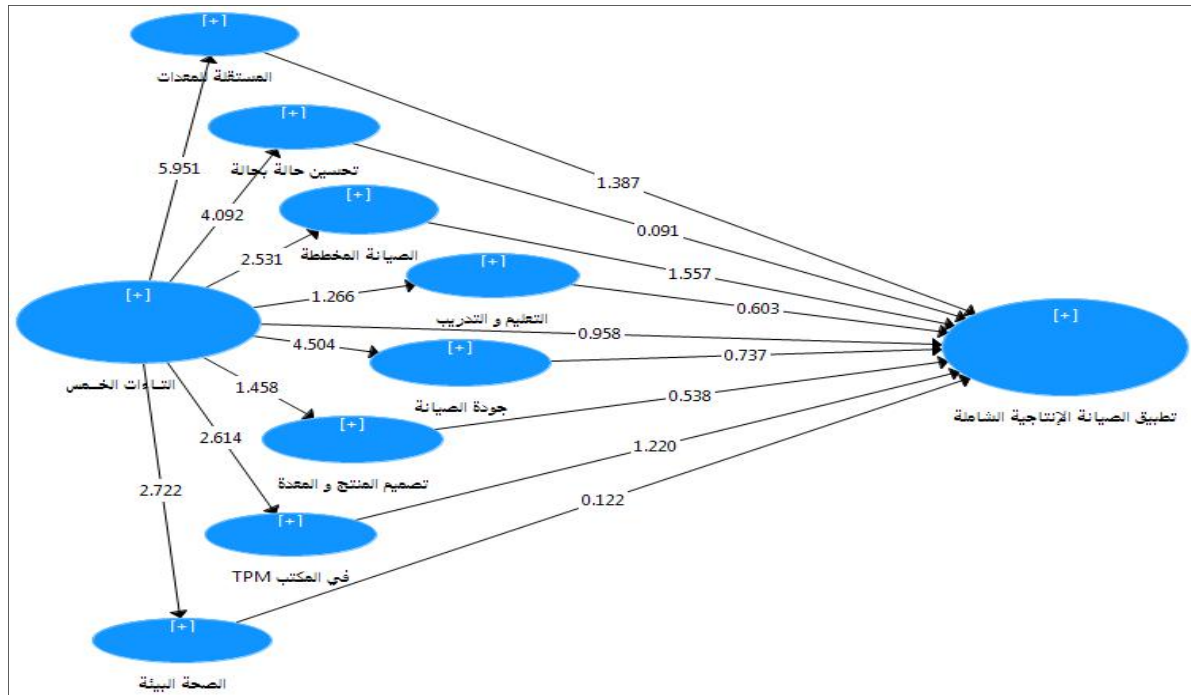 [+]
المستقلة للمعدات
[+]
تحسين حالة بحالة
5.951
1.387
4.092
0.091
[+]
الصيانة المخططة
2.531
1.557
[+]
التعليم و التدريب
1.266
0.603
[+]
التاءات الخمس
0.958
[+]
تطبيق الصيانة الإنتاجية الشاملة
4.504
0.737
[+]
جودة الصيانة
1.458
0.538
[+]
تصميم المنتج و المعدة
2.614
1.220
2.722
0.122
[+]
في المكتب TPM
[+]
الصحة البيئة